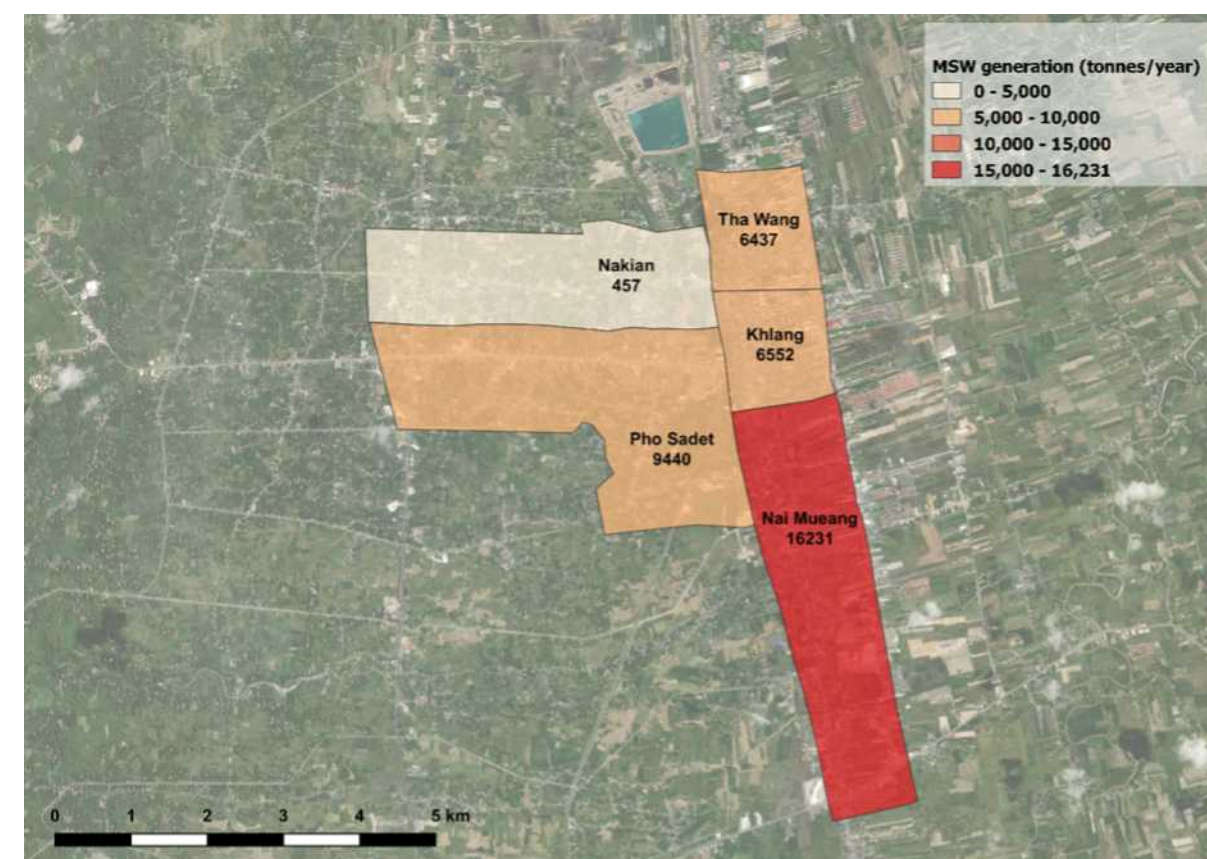 MSW generation (tonnes/year)
0 - 5,000
5,000 - 10,000
10,000 - 15,000
15,000 - 16,231
Tha Wang
6437
Nakian
457
Khlang
6552
Pho Sadet
9440
Nai Mueang
16231
0 1 2 3 4 5 km